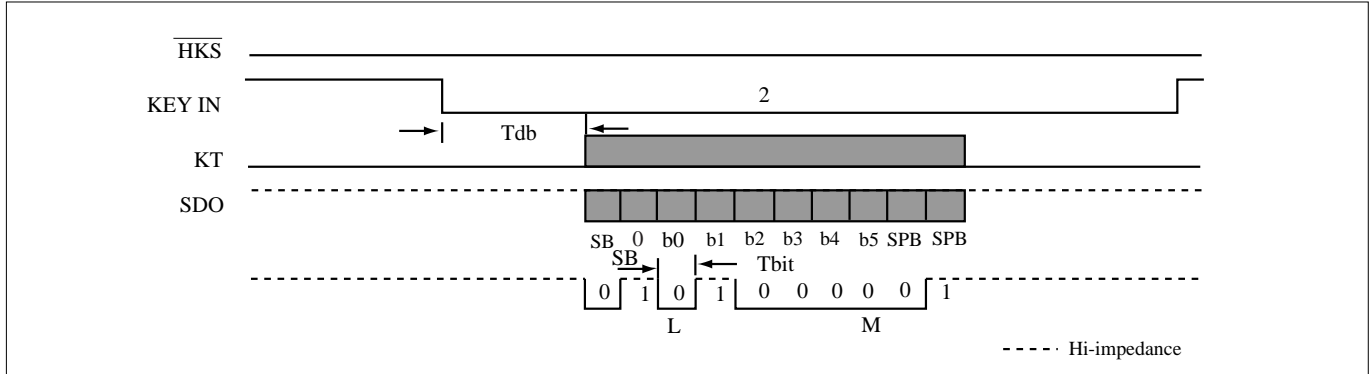 HKS
KEY IN
2
Tdb
KT
SDO
SB 0 b0 b1 b2 b3 b4 b5 SPB SPB
SB Tbit
0 1 0 1 0 0 0 0 0 1
L M
Hi-impedance